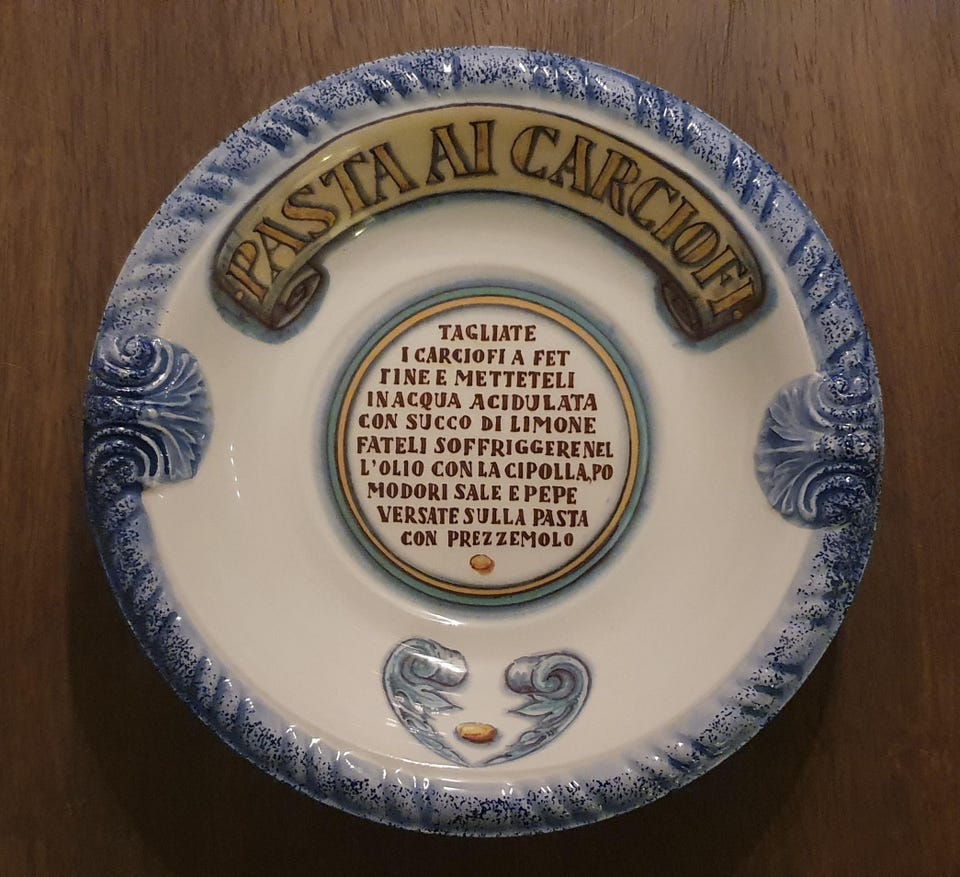 ·PASTA AI CARCIOFI·
TAGLIATE
I CARCIOFI A FET
TINE E METTETELI
IN ACQUA ACIDULATA
CON SUCCO DI LIMONE
FATELI SOFFRIGGERE NEL
L'OLIO CON LA CIPOLLA, PO
MODORI SALE E PEPE
VERSATE SULLA PASTA
CON PREZZEMOLO